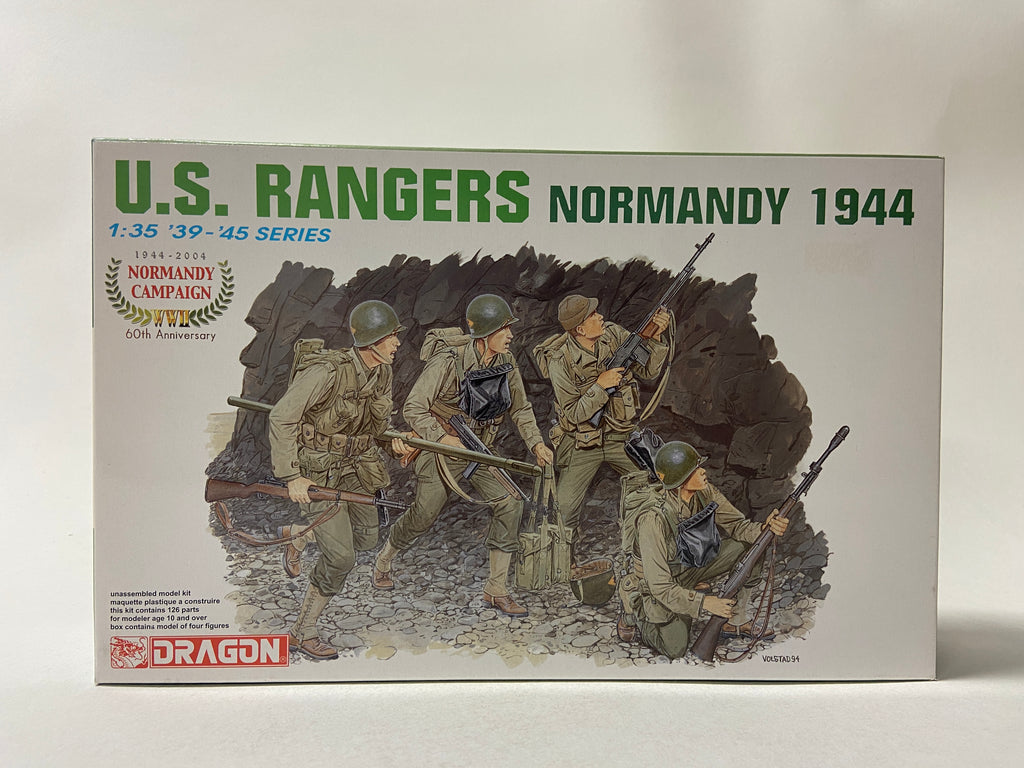 U.S. RANGERS NORMANDY 1944
1:35 '39-'45 SERIES
1944-2004
NORMANDY
CAMPAIGN
WWII
60th Anniversary
unassembled model kit
maquette plastique a construire
this kit contains 126 parts
for modeler age 10 and over
box contains model of four figures
DRAGON
VOLSTAD 94